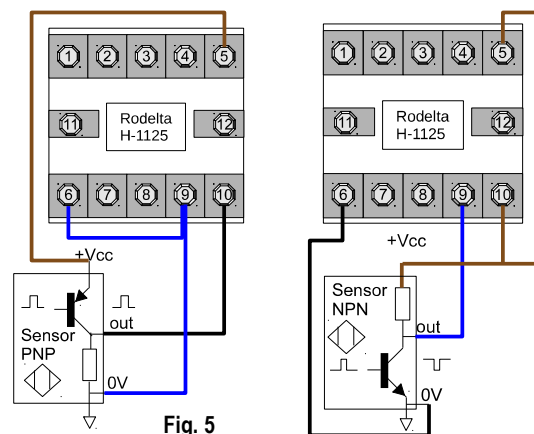 1 2 3 4 5
11 Rodelta 12
H-1125
6 7 8 9 10
+Vcc
Sensor
PNP
out
0V
Fig. 5
1 2 3 4 5
11 Rodelta 12
H-1125
6 7 8 9 10
+Vcc
Sensor
NPN
out
0V